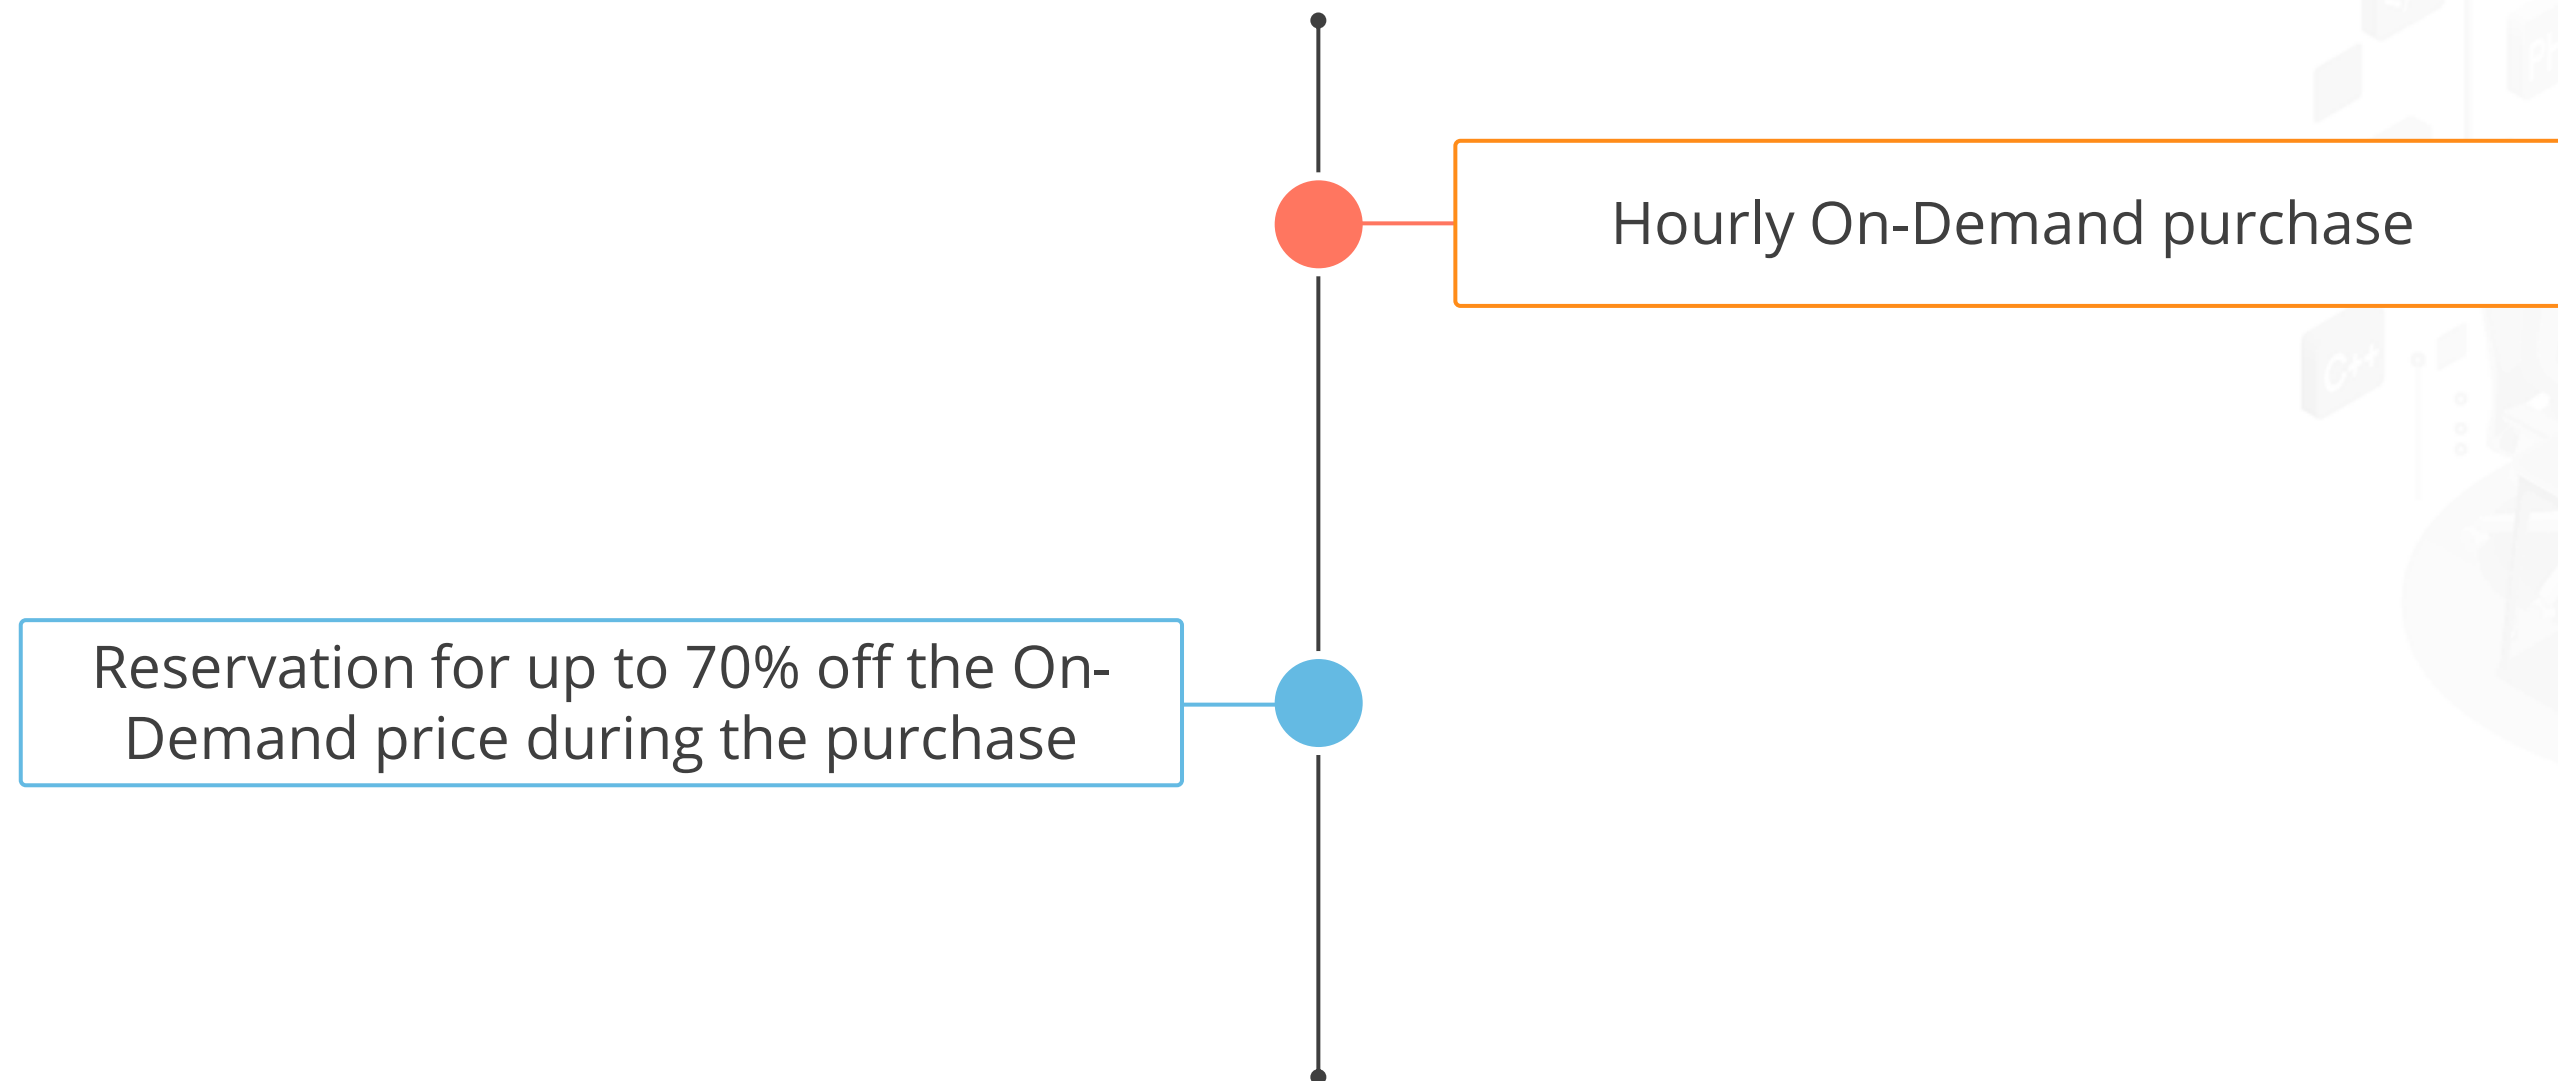 Hourly On-Demand purchase
C++
Reservation for up to 70% off the On-
Demand price during the purchase